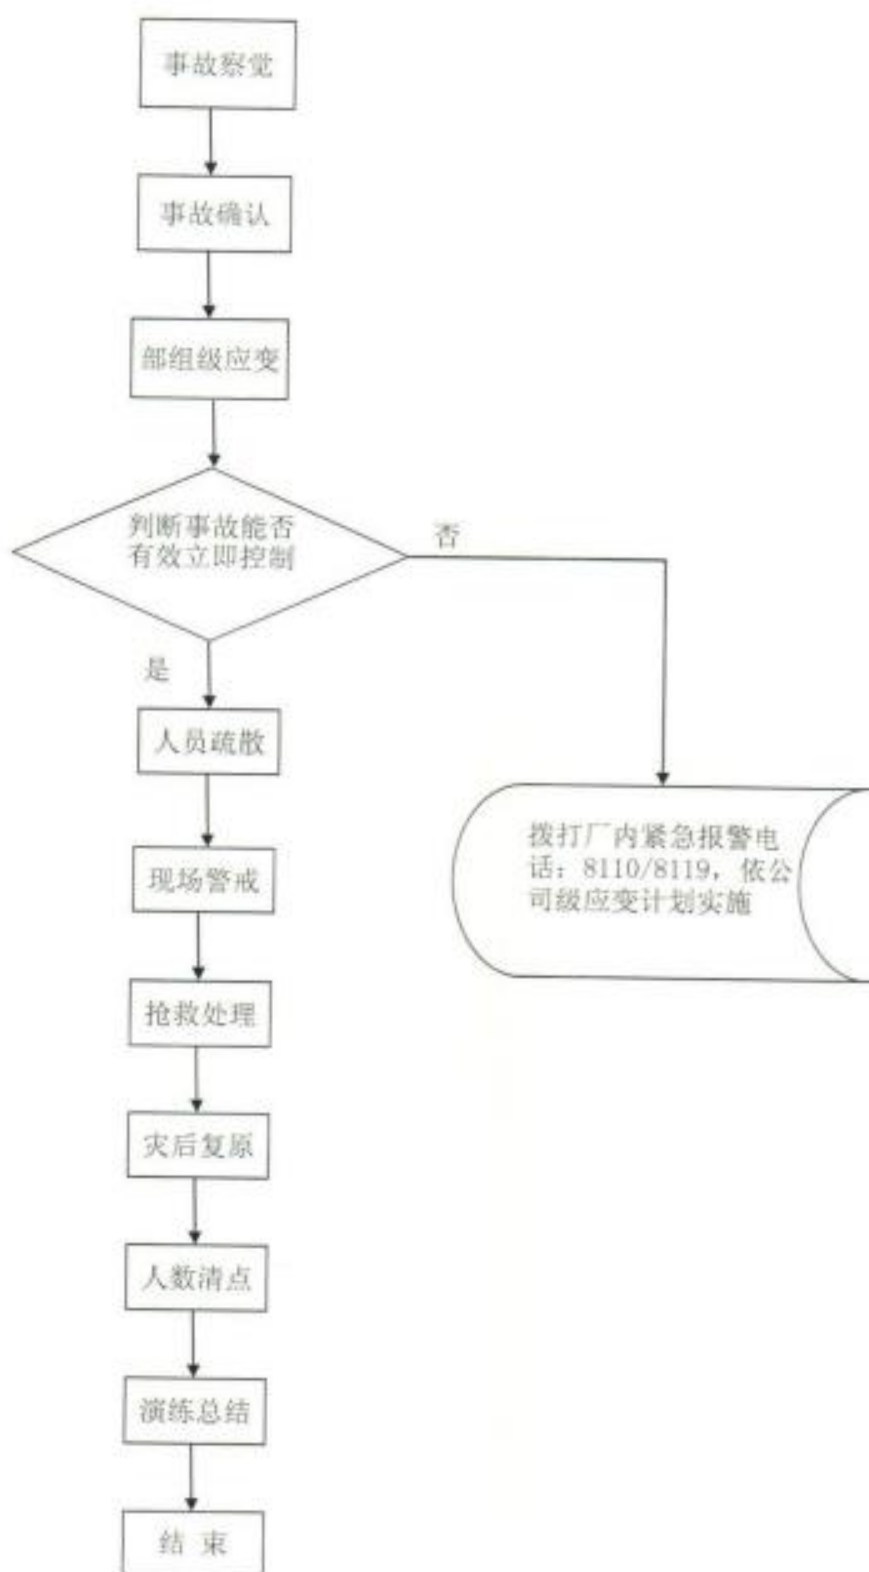 事故察觉
事故确认
部组级应变
判断事故能否
有效立即控制
否
是
人员疏散
拨打厂内紧急报警电
话：8110/8119，依公
司级应变计划实施
现场警戒
抢救处理
灾后复原
人数清点
演练总结
结 束